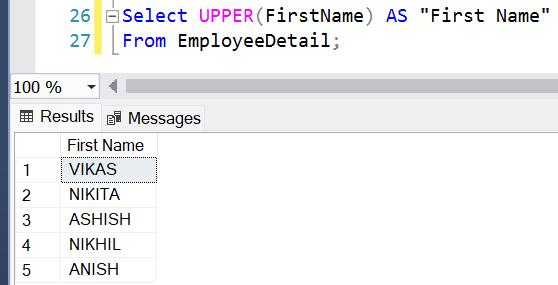 26 Select UPPER(FirstName) AS "First Name"
27 From EmployeeDetail;
100 %
Results Messages
First Name
1 VIKAS
2 NIKITA
3 ASHISH
4 NIKHIL
5 ANISH